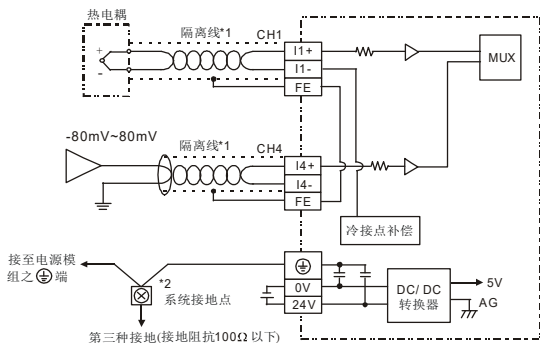 热电耦
隔离线*1
CH1
+
-
I1+
I1-
FE
MUX
-80mV~80mV
隔离线*1
CH4
I4+
I4-
FE
冷接点补偿
接至电源模
组之⏚端
*2
系统接地点
第三种接地(接地阻抗100Ω以下)
0V
24V
DC/DC
转换器
5V
AG